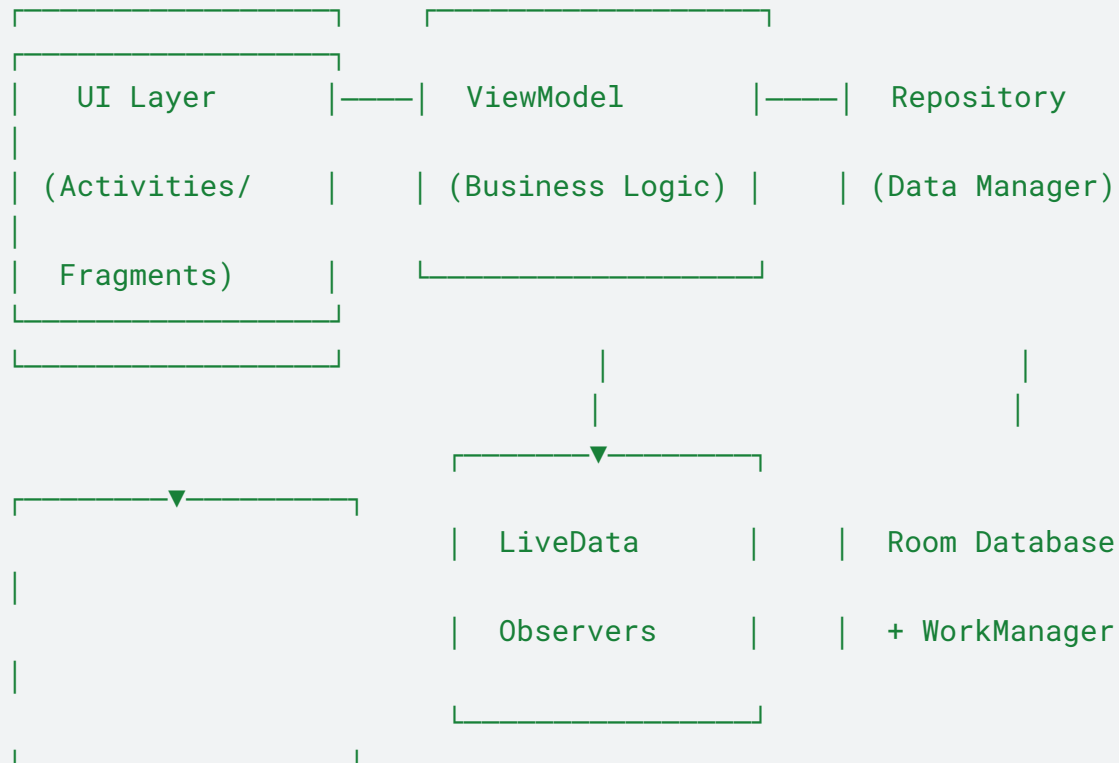 UI Layer ViewModel Repository
(Activities/ (Business Logic) (Data Manager)
Fragments)
LiveData Room Database
Observers + WorkManager